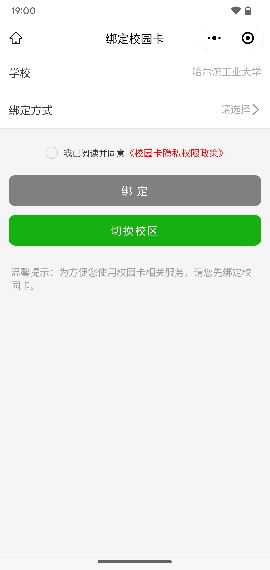 19:00
绑定校园卡
学校 哈尔滨工业大学
绑定方式 请选择
我已阅读并同意《校园卡隐私权限政策》
绑 定
切换校区
温馨提示：为方便您使用校园卡相关服务，请您先绑定校
园卡。